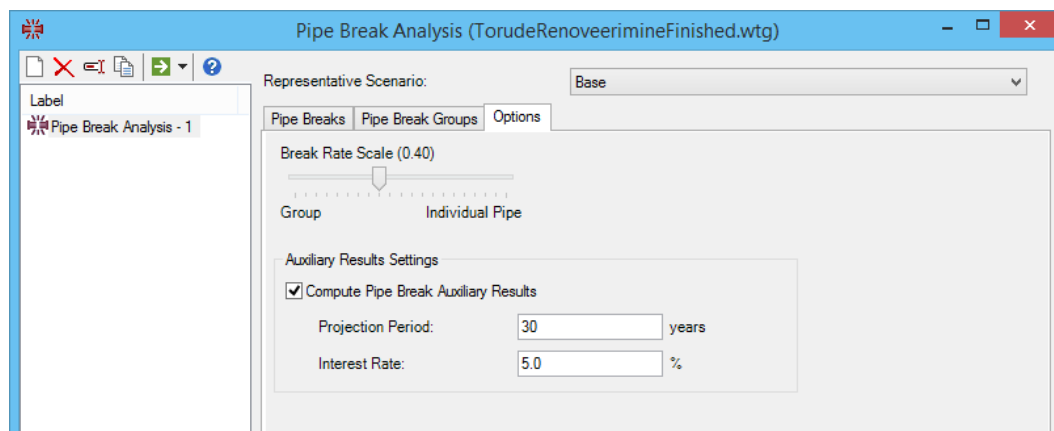 Pipe Break Analysis (TorudeRenoveerimineFinished.wtg)
Label
Pipe Break Analysis - 1
Representative Scenario: Base
Pipe Breaks Pipe Break Groups Options
Break Rate Scale (0.40)
Group Individual Pipe
Auxiliary Results Settings
Compute Pipe Break Auxiliary Results
Projection Period: 30 years
Interest Rate: 5.0 %